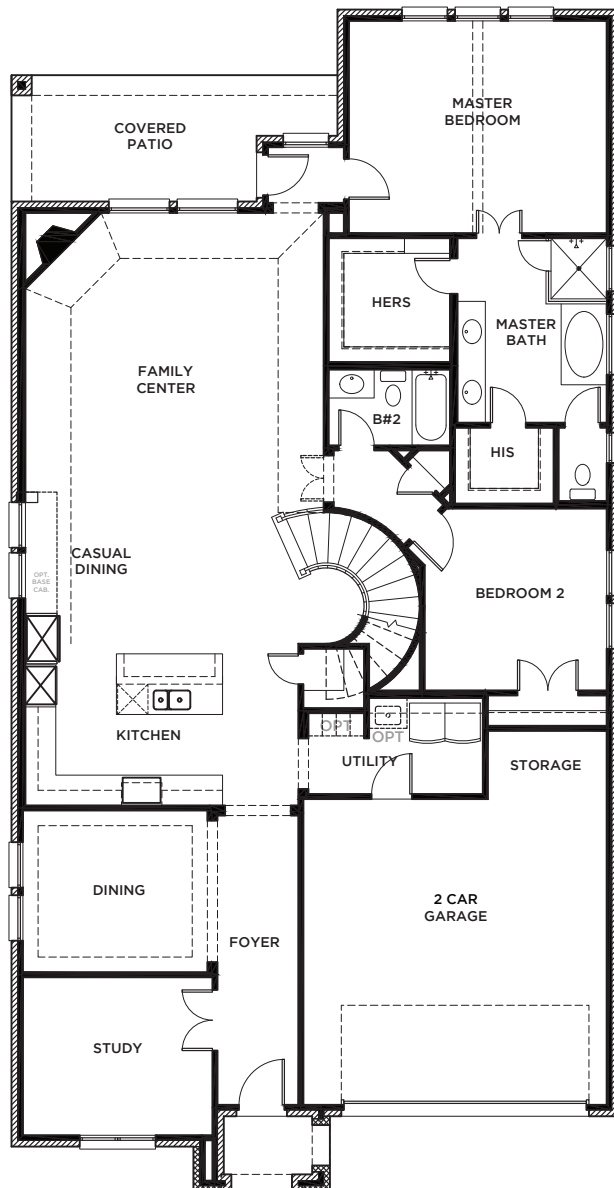 MASTER
BEDROOM
COVERED
PATIO
HERS
MASTER
BATH
FAMILY
CENTER
B#2
HIS
CASUAL
DINING
OPT.
BASE
CAB.
BEDROOM 2
KITCHEN
OPT
OPT
UTILITY
STORAGE
DINING
2 CAR
GARAGE
FOYER
STUDY